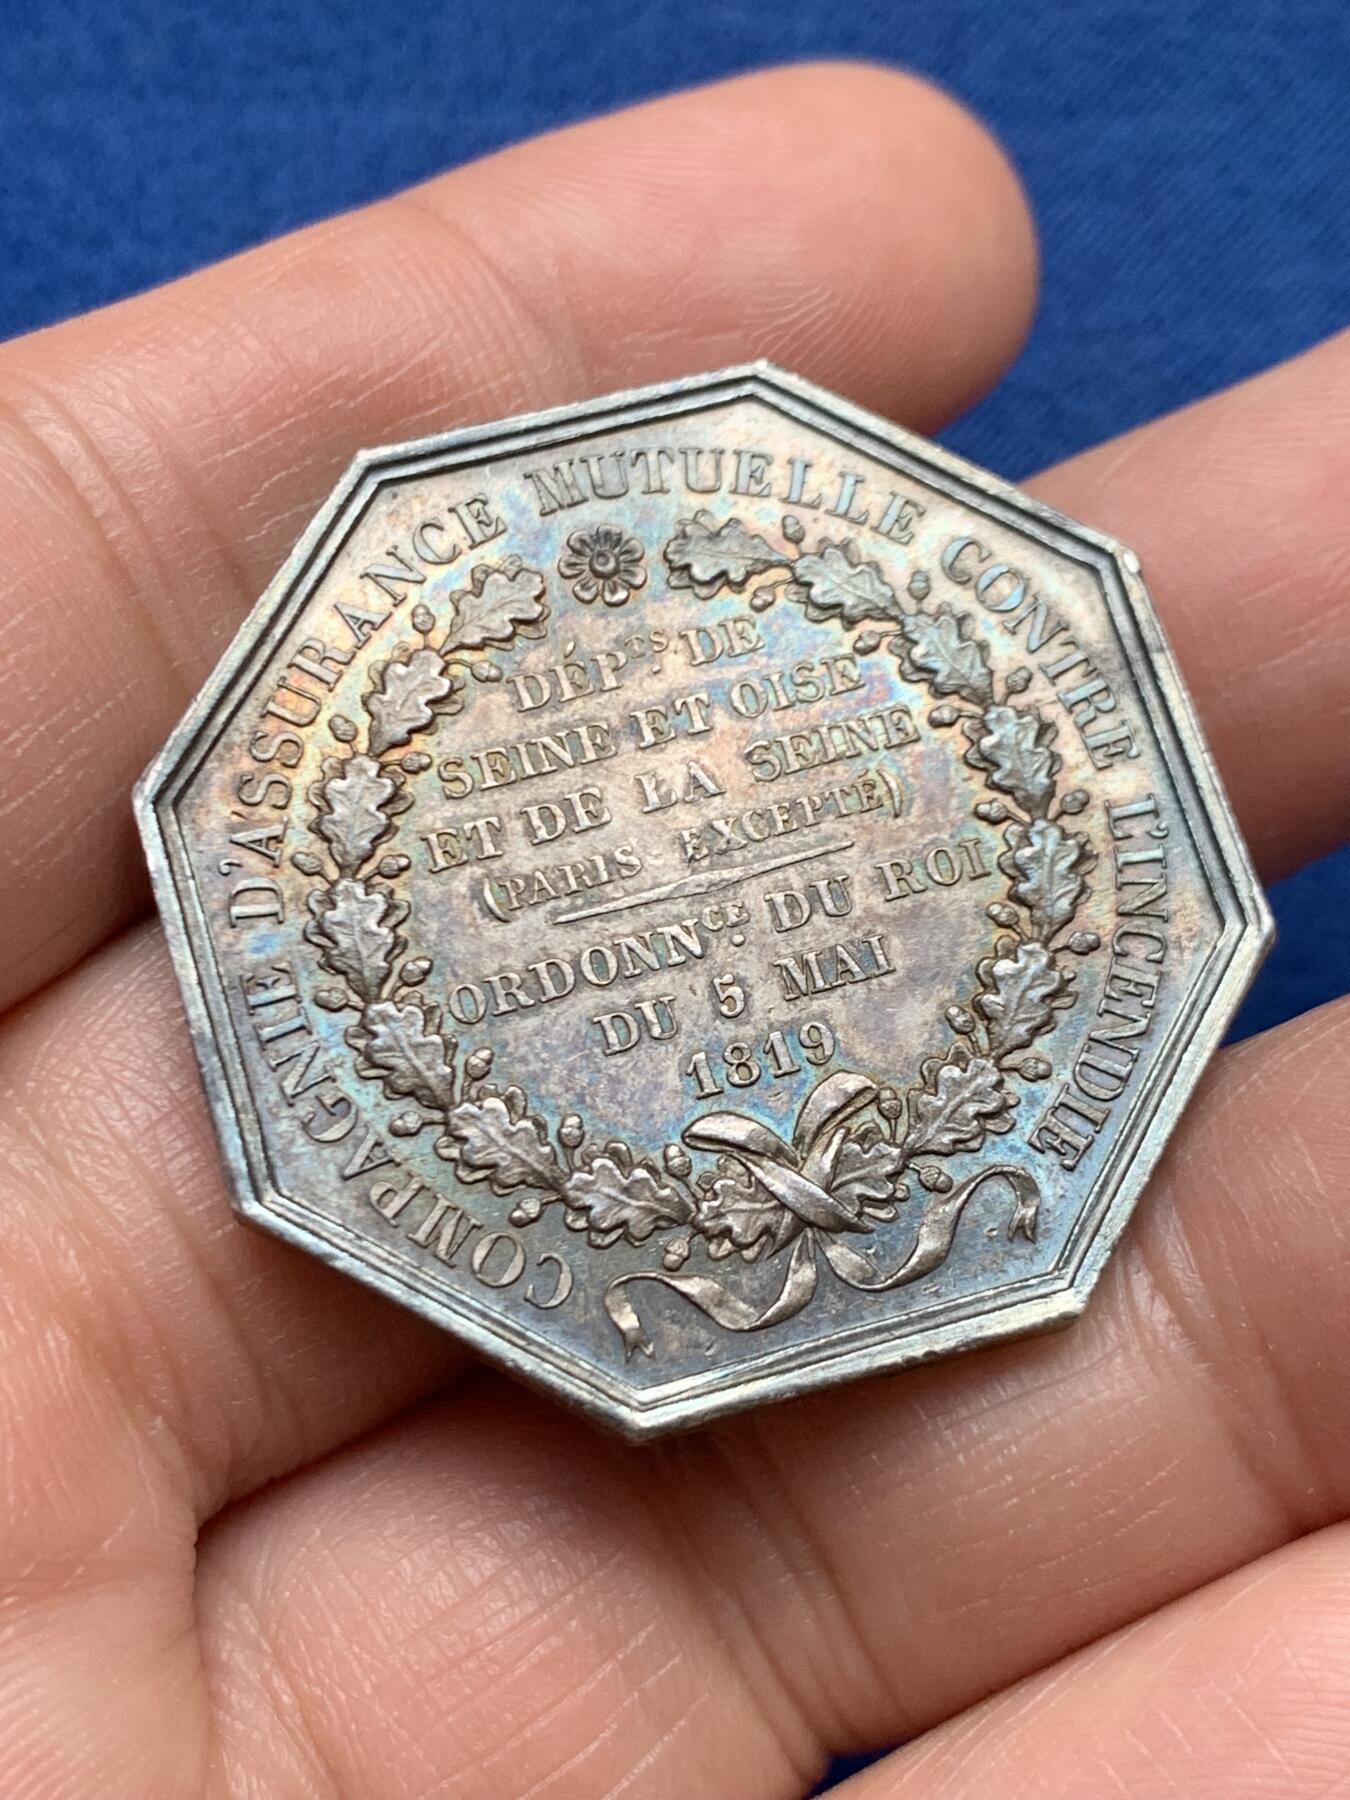 COMPAGNIE D'ASSURANCE MUTUELLE CONTRE L'INCENDIE
DÉPTS. DE
SEINE ET OISE
ET DE LA SEINE
(PARIS EXCEPTÉ)
ORDONNCE. DU ROI
DU 5 MAI
1819